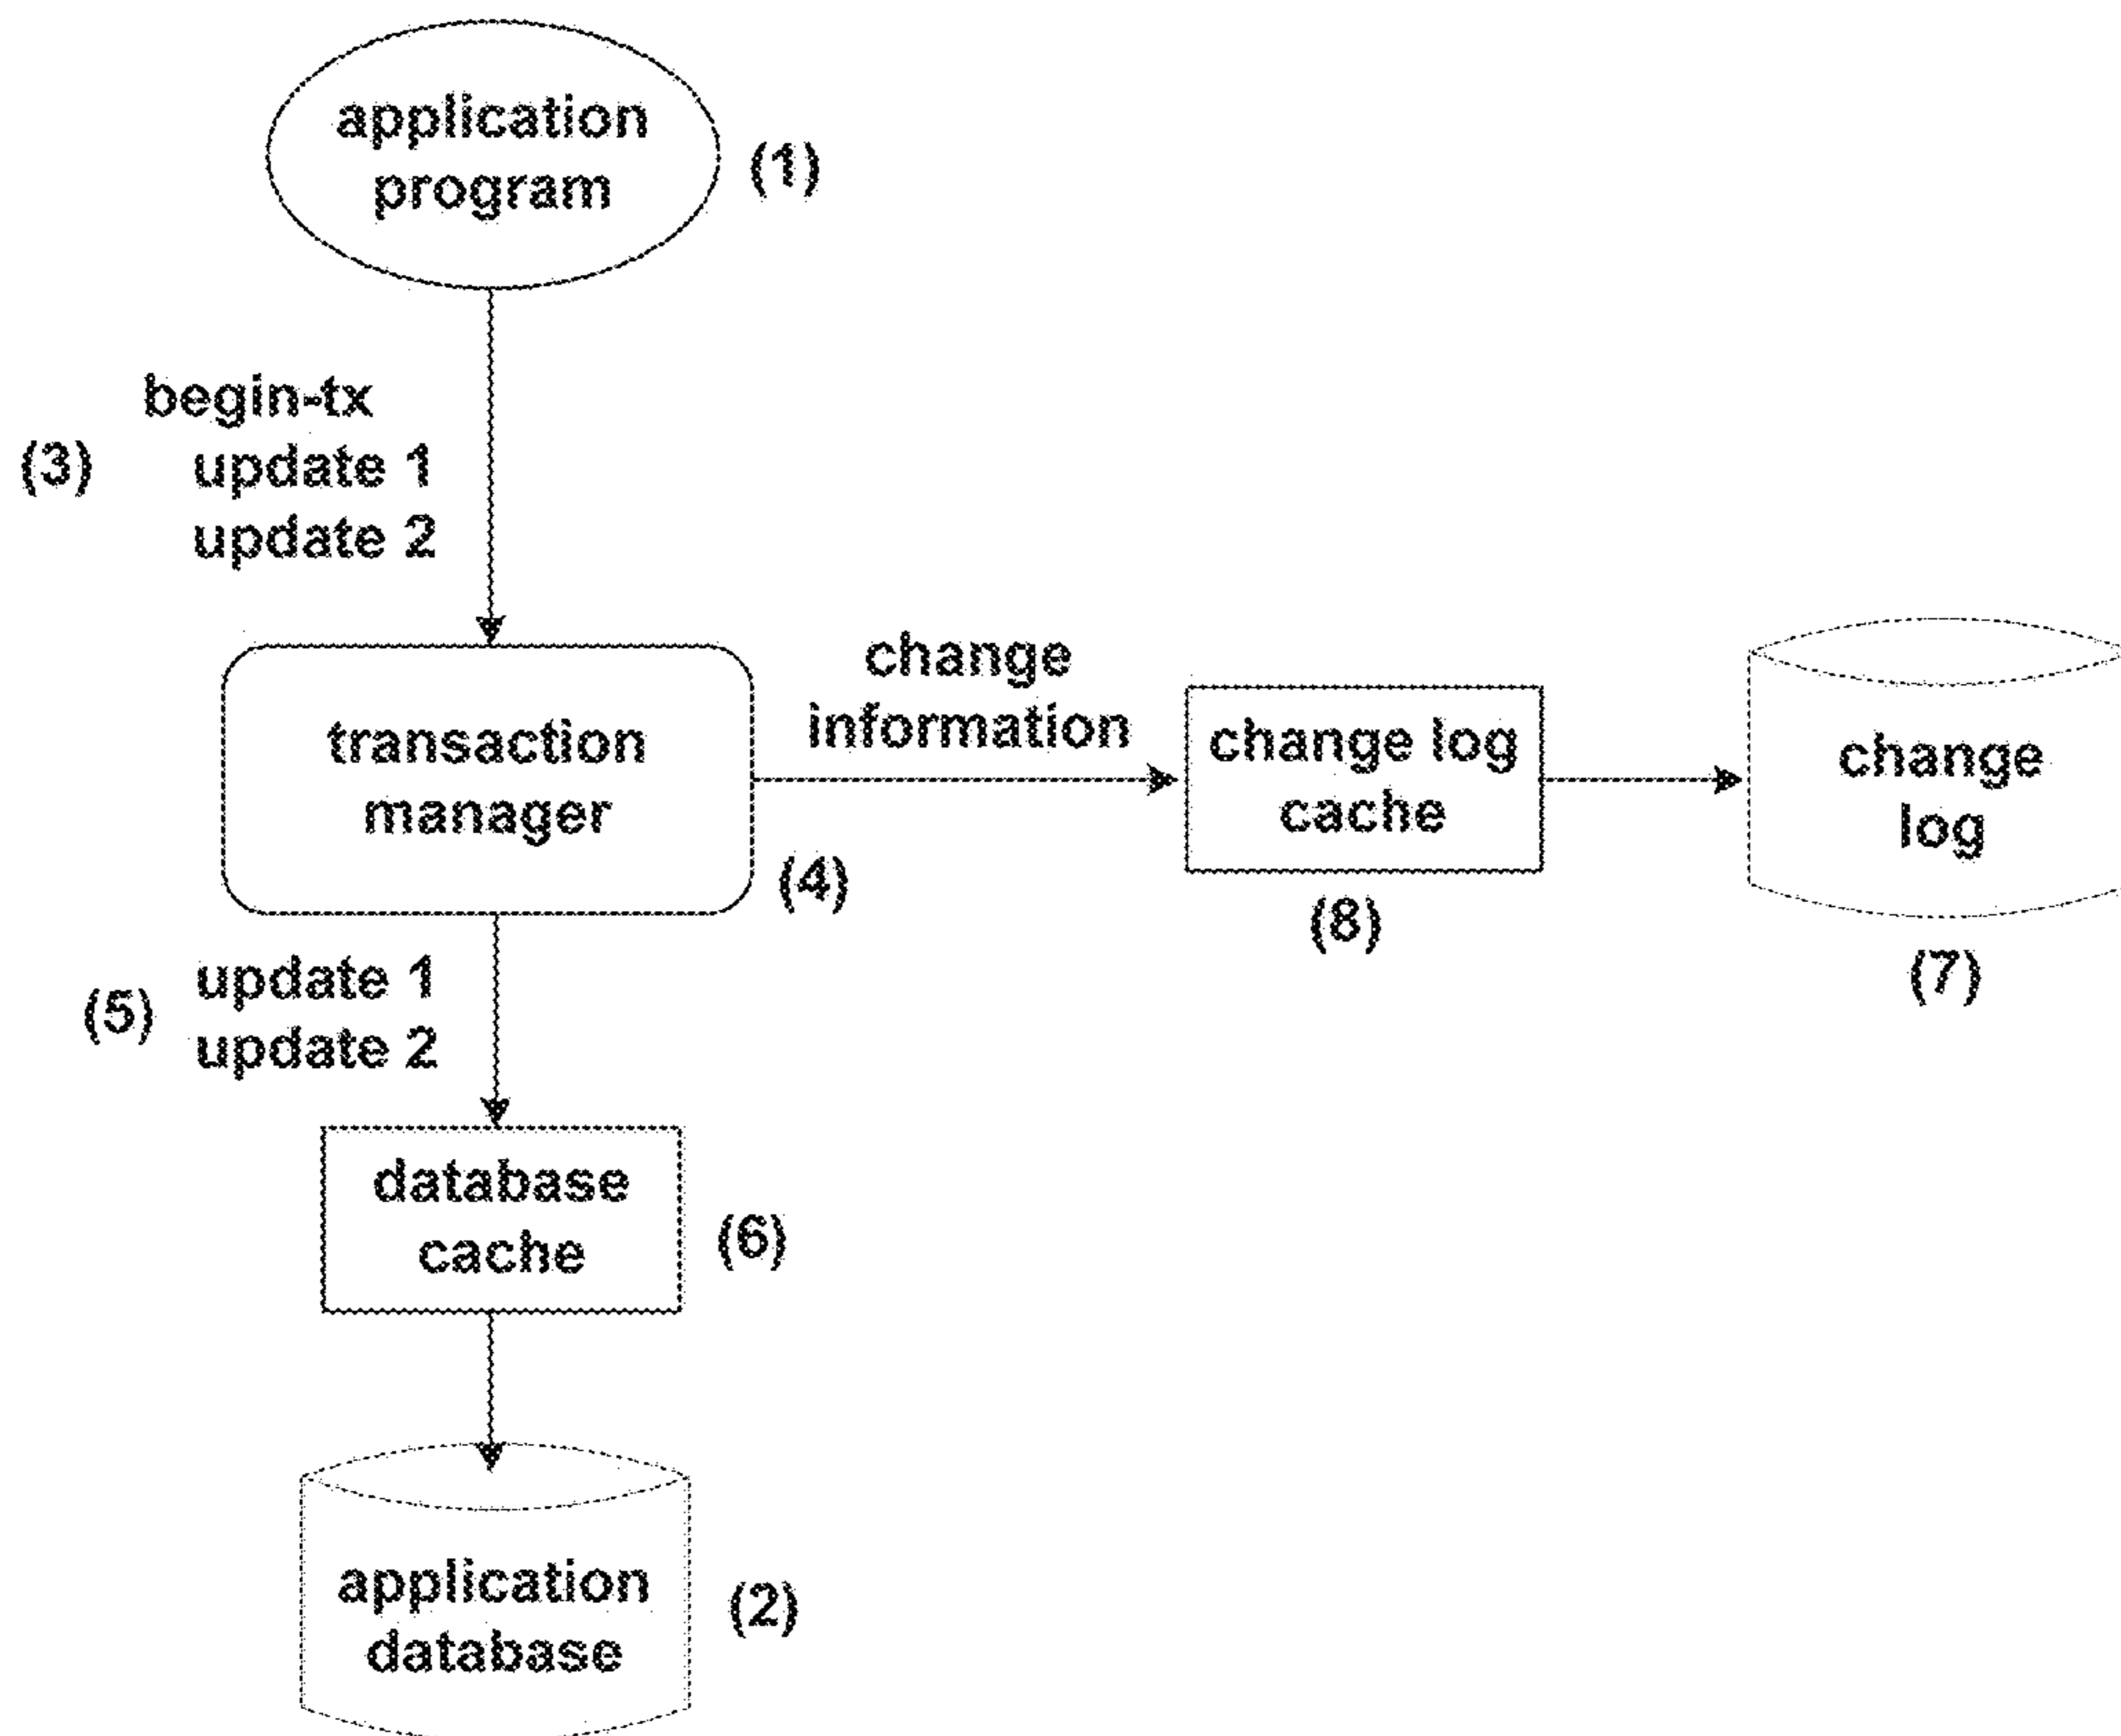 application
program
(1)
begin-tx
(3)
update 1
update 2
transaction
manager
(4)
change
information
change log
cache
(8)
change
log
(7)
(5)
update 1
update 2
database
cache
(6)
application
database
(2)